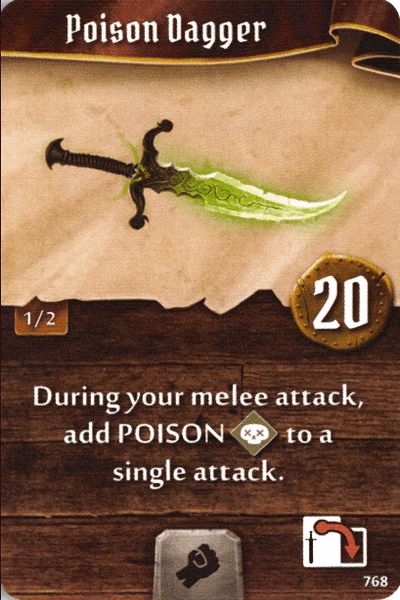 Poison Dagger
20
1/2
During your melee attack,
add POISON to a
single attack.
768